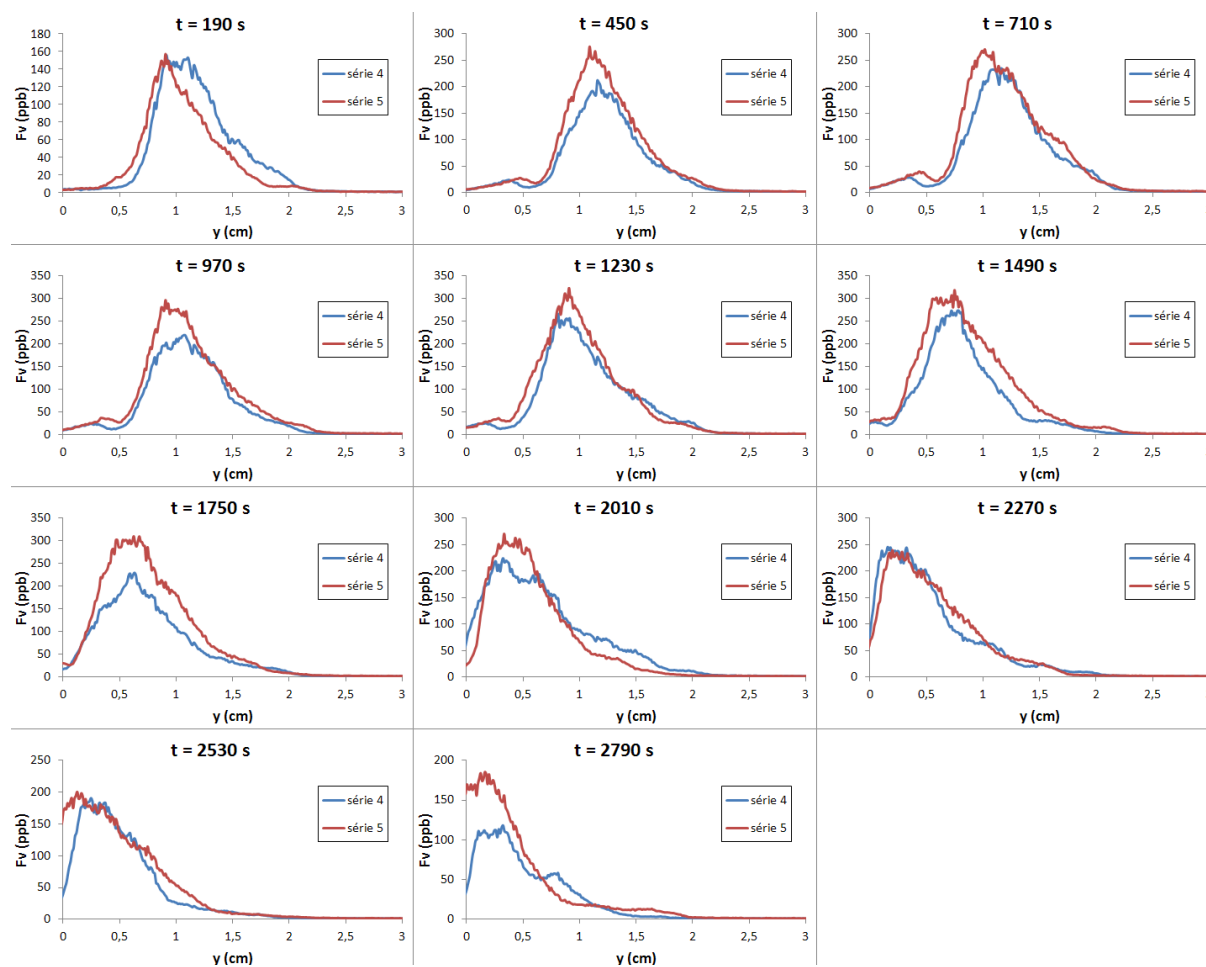 t = 190 s
Fv (ppb)
180
160
140
120
100
80
60
40
20
0
0 0,5 1 1,5 2 2,5 3
y (cm)
série 4
série 5
t = 450 s
Fv (ppb)
300
250
200
150
100
50
0
0 0,5 1 1,5 2 2,5 3
y (cm)
série 4
série 5
t = 710 s
Fv (ppb)
300
250
200
150
100
50
0
0 0,5 1 1,5 2 2,5
y (cm)
série 4
série 5
t = 970 s
Fv (ppb)
350
300
250
200
150
100
50
0
0 0,5 1 1,5 2 2,5 3
y (cm)
série 4
série 5
t = 1230 s
Fv (ppb)
350
300
250
200
150
100
50
0
0 0,5 1 1,5 2 2,5 3
y (cm)
série 4
série 5
t = 1490 s
Fv (ppb)
350
300
250
200
150
100
50
0
0 0,5 1 1,5 2 2,5
y (cm)
série 4
série 5
t = 1750 s
Fv (ppb)
350
300
250
200
150
100
50
0
0 0,5 1 1,5 2 2,5 3
y (cm)
série 4
série 5
t = 2010 s
Fv (ppb)
300
250
200
150
100
50
0
0 0,5 1 1,5 2 2,5 3
y (cm)
série 4
série 5
t = 2270 s
Fv (ppb)
300
250
200
150
100
50
0
0 0,5 1 1,5 2 2,5
y (cm)
série 4
série 5
t = 2530 s
Fv (ppb)
250
200
150
100
50
0
0 0,5 1 1,5 2 2,5 3
y (cm)
série 4
série 5
t = 2790 s
Fv (ppb)
200
150
100
50
0
0 0,5 1 1,5 2 2,5 3
y (cm)
série 4
série 5